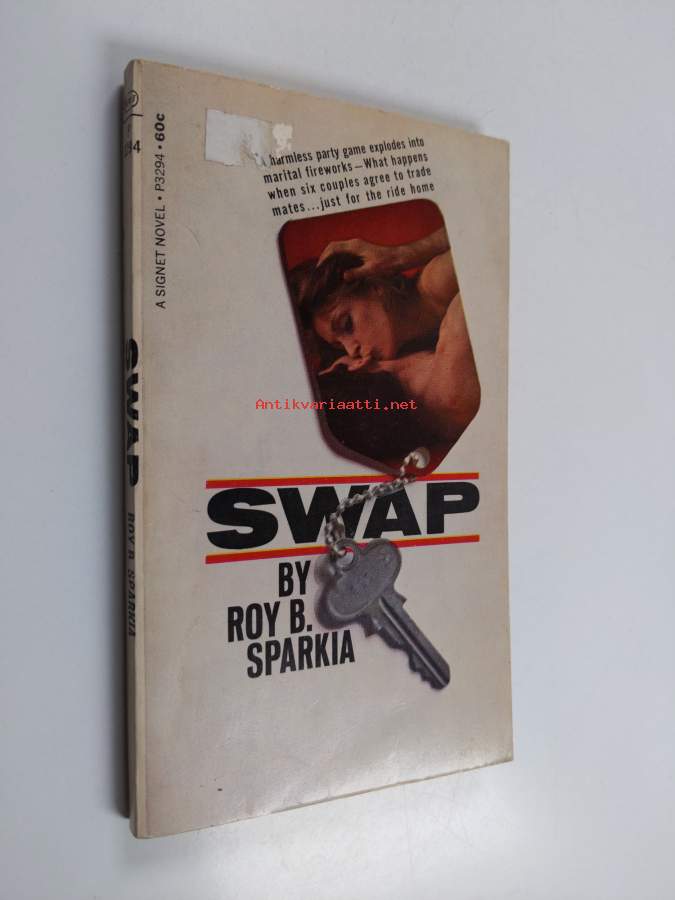 A SIGNET NOVEL • P3294 • 60c
harmless party game explodes into
marital fireworks—What happens
when six couples agree to trade
mates...just for the ride home
SWAP
BY
ROY B.
SPARKIA
SWAP ROY B. SPARKIA
Antikvariaatti.net